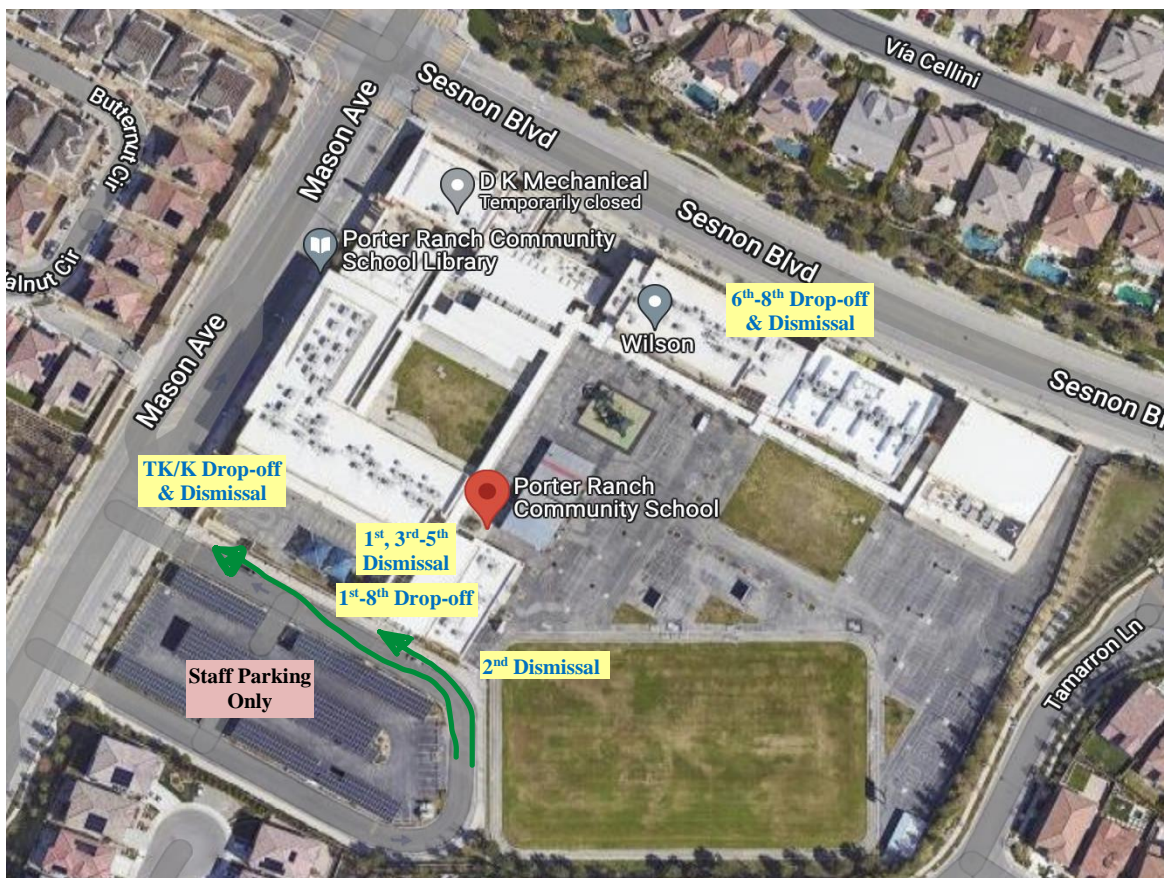 Vía Cellini
Sesnon Blvd
Butternut Cir
Mason Ave
D K Mechanical
Temporarily closed
Sesnon Blvd
Porter Ranch Community
School Library
alnut Cir
6th-8th Drop-off
& Dismissal
Wilson
Mason Ave
Sesnon Bl
TK/K Drop-off
& Dismissal
Porter Ranch
Community School
1st, 3rd-5th
Dismissal
1st-8th Drop-off
Tamarron Ln
2nd Dismissal
Staff Parking
Only